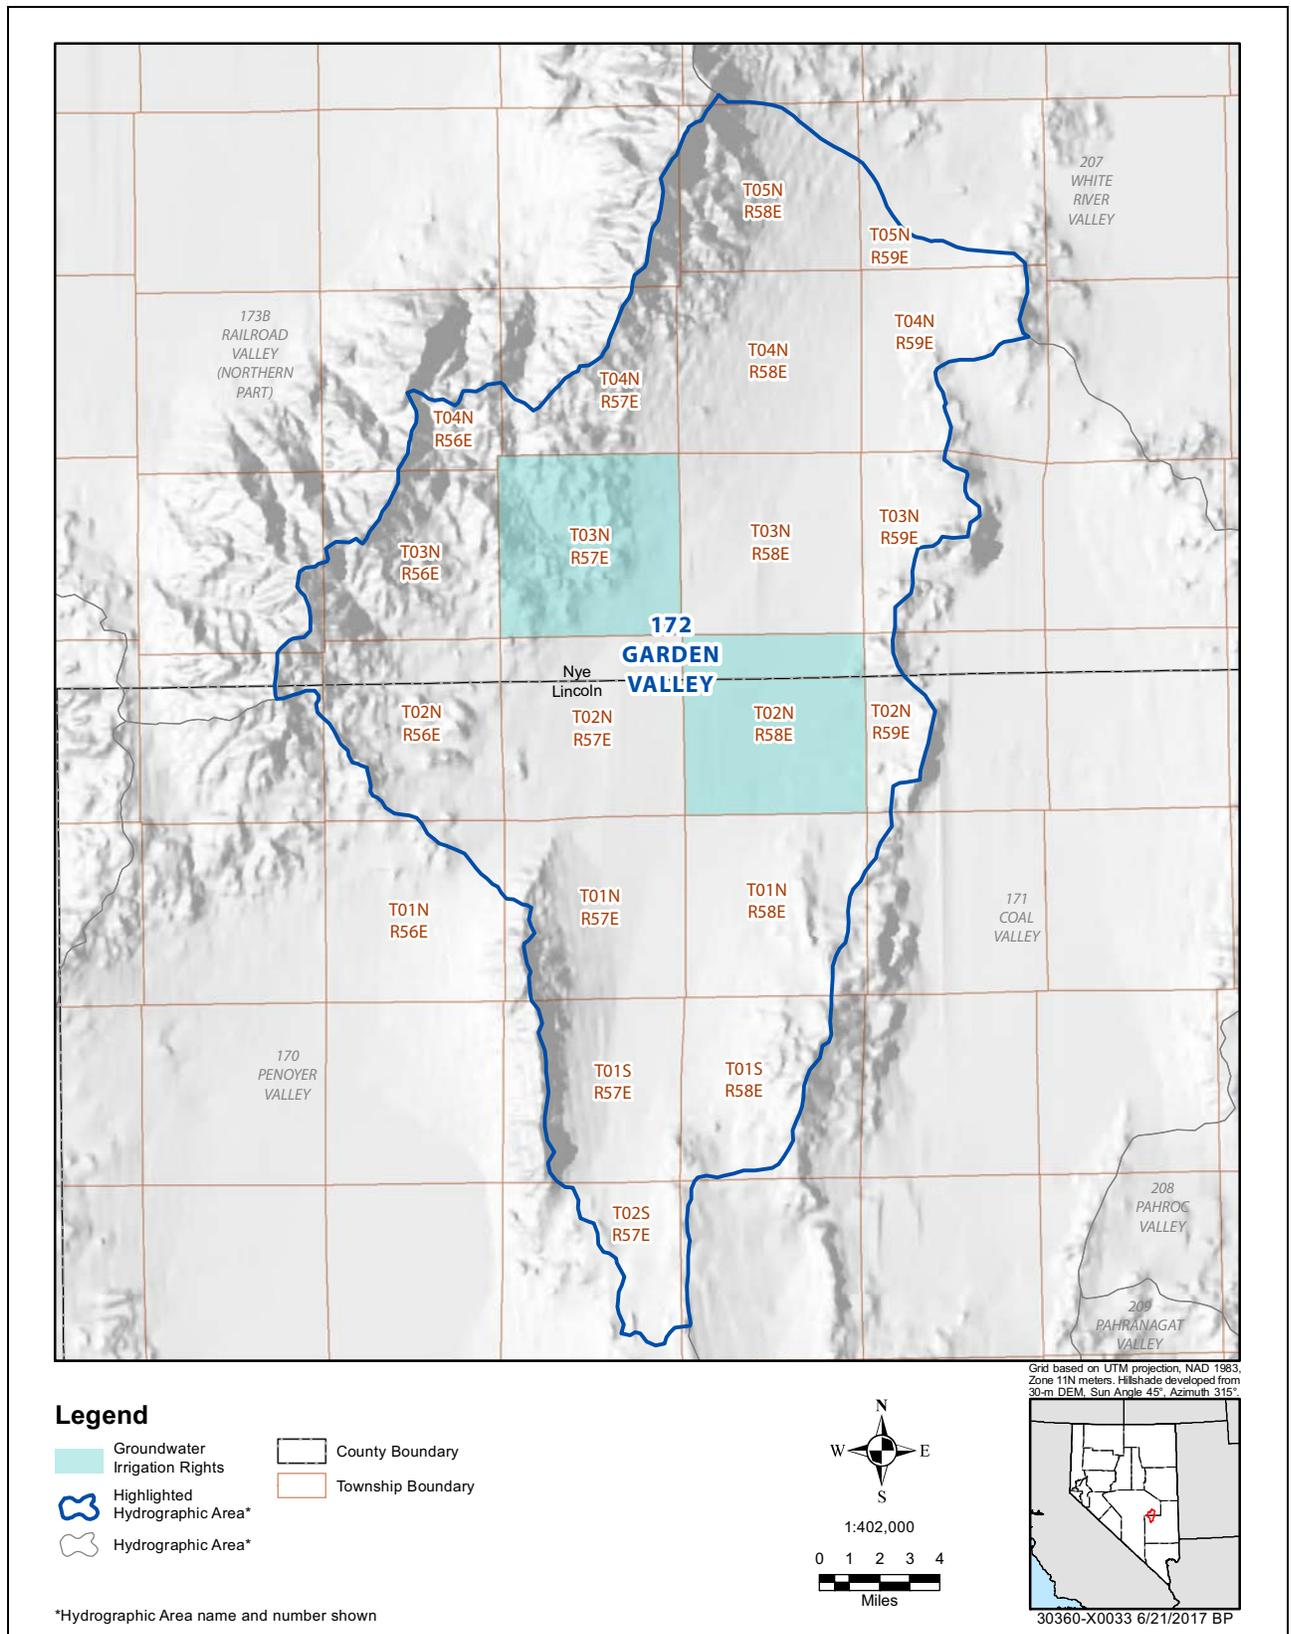 207
WHITE
RIVER
VALLEY
T05N
R58E
T05N
R59E
173B
RAILROAD
VALLEY
(NORTHERN
PART)
T04N
R59E
T04N
R58E
T04N
R57E
T04N
R56E
T03N
R59E
T03N
R58E
T03N
R57E
T03N
R56E
172
GARDEN
VALLEY
Nye
Lincoln
T02N
R56E
T02N
R57E
T02N
R58E
T02N
R59E
T01N
R56E
T01N
R57E
T01N
R58E
171
COAL
VALLEY
170
PENOYER
VALLEY
T01S
R57E
T01S
R58E
208
PAHROC
VALLEY
T02S
R57E
209
PAHRANAGAT
VALLEY
Grid based on UTM projection, NAD 1983,
Zone 11N meters. Hillshade developed from
30-m DEM, Sun Angle 45°, Azimuth 315°.
Legend
Groundwater
Irrigation Rights
Highlighted
Hydrographic Area*
Hydrographic Area*
County Boundary
Township Boundary
N
W E
S
1:402,000
0 1 2 3 4
Miles
*Hydrographic Area name and number shown
30360-X0033 6/21/2017 BP